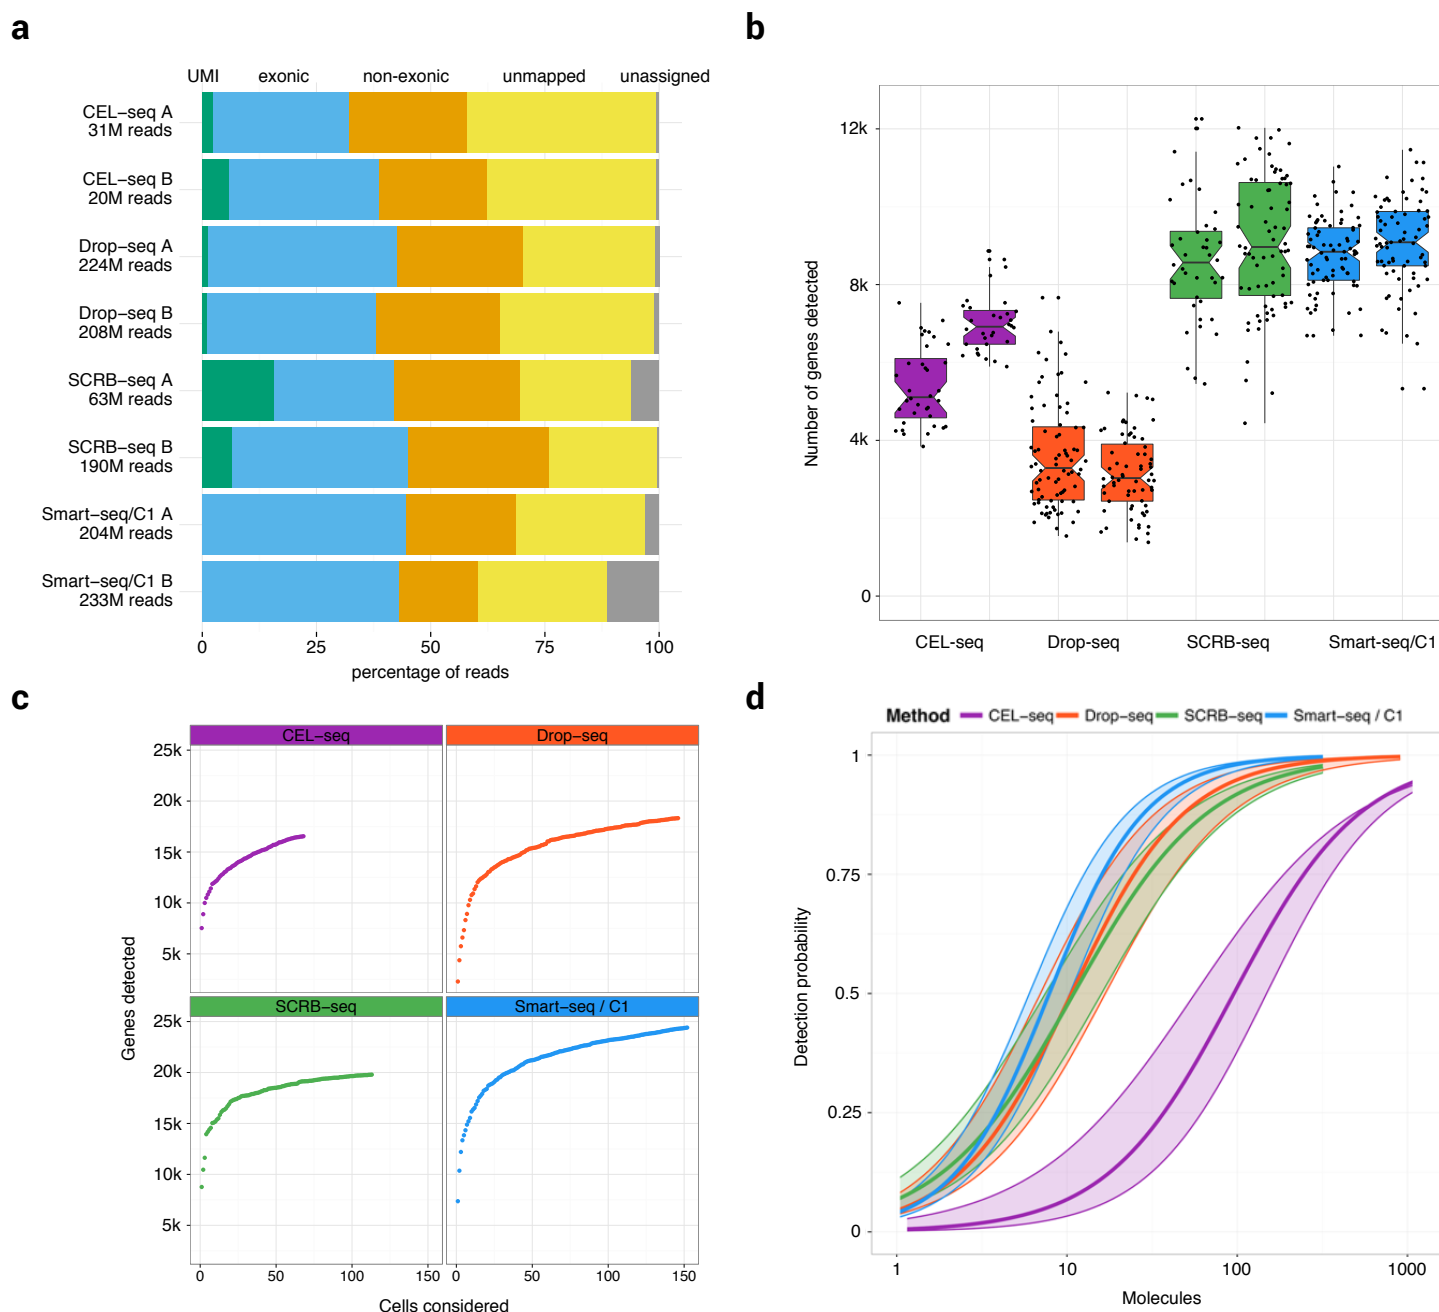 a
UMI exonic non-exonic unmapped unassigned
CEL−seq A
31M reads
CEL−seq B
20M reads
Drop−seq A
224M reads
Drop−seq B
208M reads
SCRB−seq A
63M reads
SCRB−seq B
190M reads
Smart−seq/C1 A
204M reads
Smart−seq/C1 B
233M reads
0 25 50 75 100
percentage of reads
b
Number of genes detected
12k
8k
4k
0
CEL-seq Drop-seq SCRB-seq Smart-seq/C1
c
Genes detected
CEL−seq Drop−seq
25k
20k
15k
10k
5k
SCRB−seq Smart−seq / C1
25k
20k
15k
10k
5k
0 50 100 150 0 50 100 150
Cells considered
d
Method CEL-seq Drop-seq SCRB-seq Smart-seq / C1
Detection probability
1
0.75
0.5
0.25
0
1 10 100 1000
Molecules